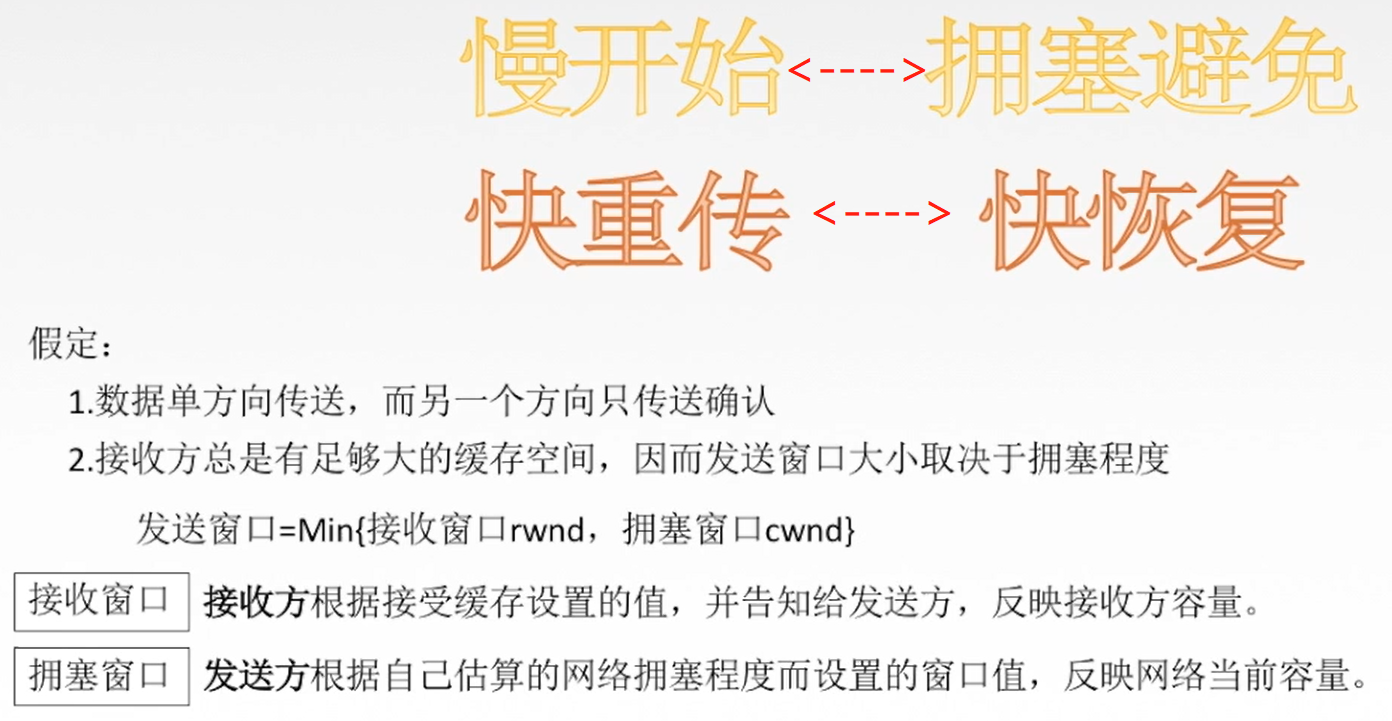 慢开始<---->拥塞避免
快重传 <----> 快恢复
假定：
1.数据单方向传送，而另一个方向只传送确认
2.接收方总是有足够大的缓存空间，因而发送窗口大小取决于拥塞程度
发送窗口=Min{接收窗口rwnd，拥塞窗口cwnd}
接收窗口 接收方根据接受缓存设置的值，并告知给发送方，反映接收方容量。
拥塞窗口 发送方根据自己估算的网络拥塞程度而设置的窗口值，反映网络当前容量。